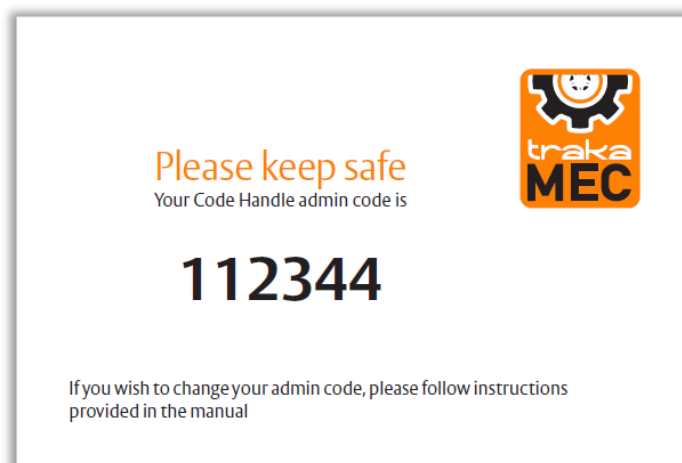 traka
MEC
Please keep safe
Your Code Handle admin code is
112344
If you wish to change your admin code, please follow instructions
provided in the manual